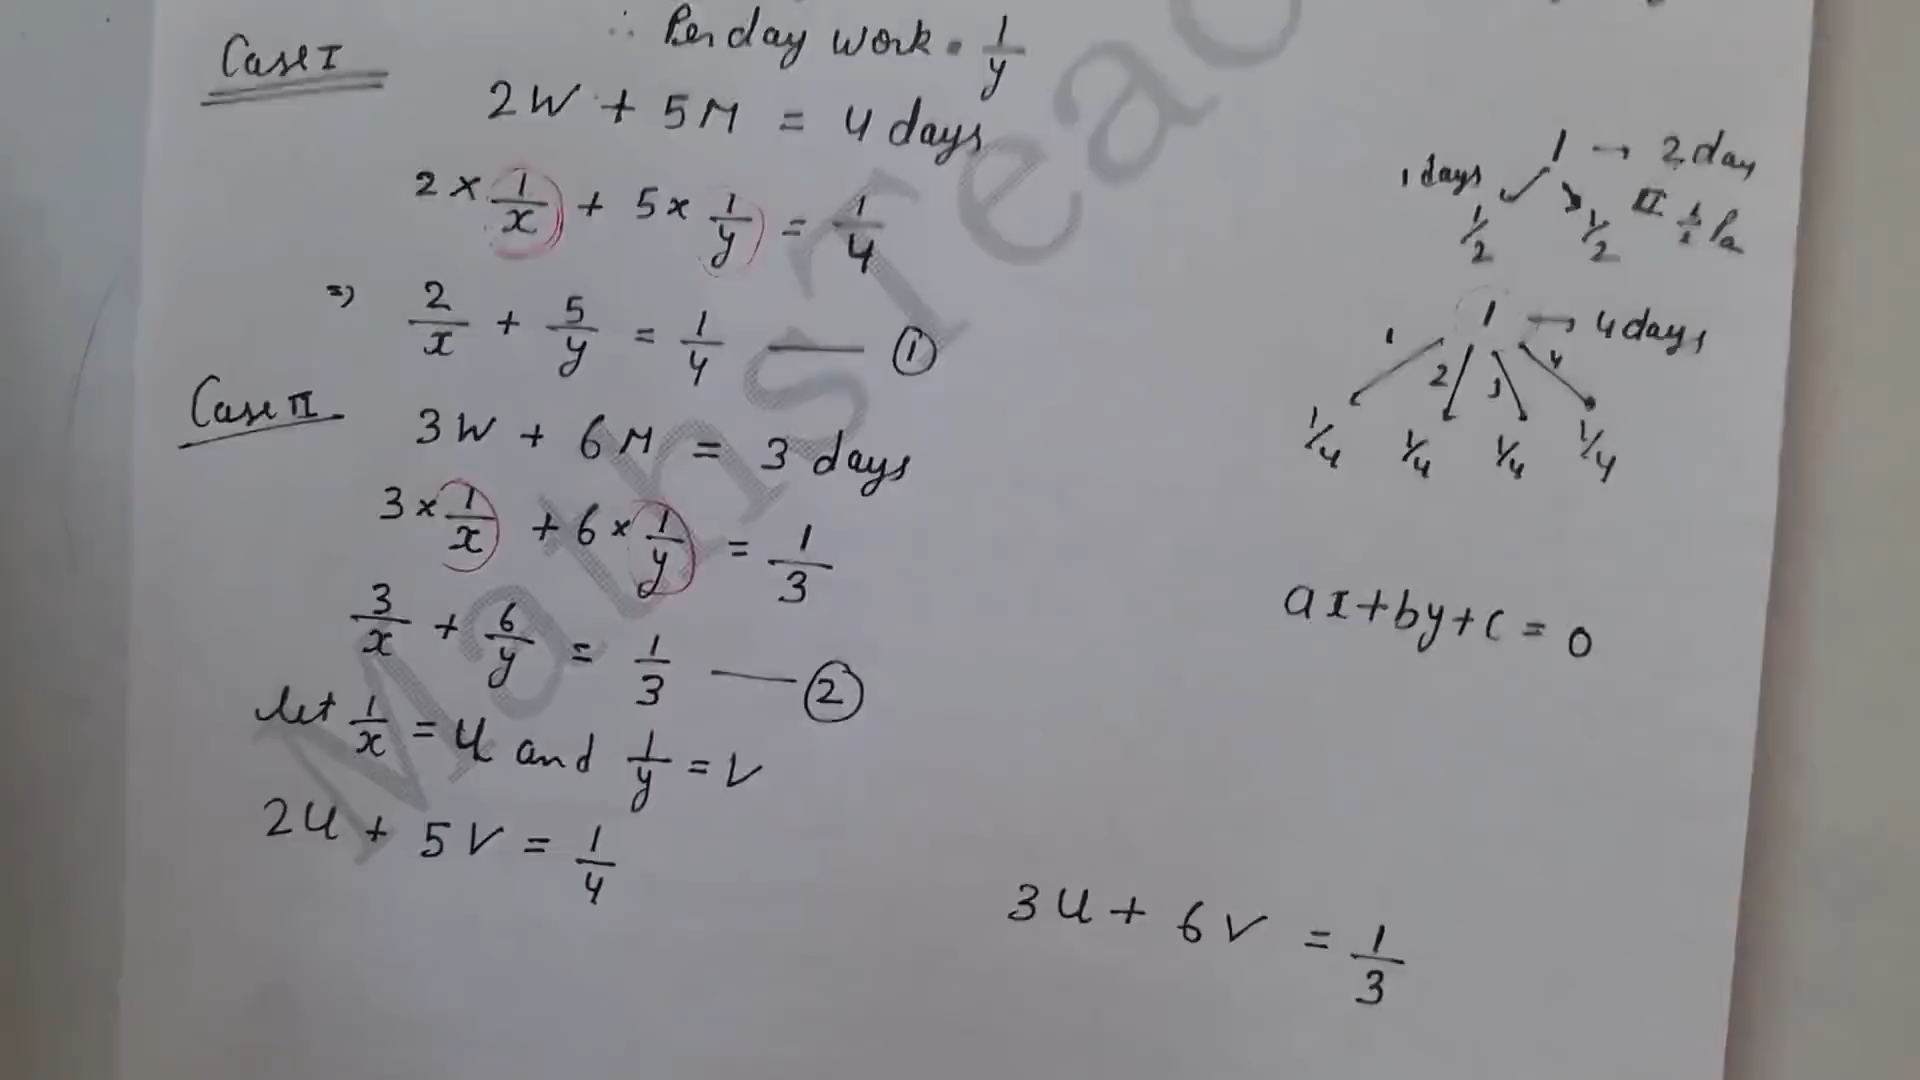 ∴ Per day work = 1/y
Case I
2W + 5M = 4 days
2 × 1/x + 5 × 1/y = 1/4
⇒ 2/x + 5/y = 1/4 —— ①
Case II
3W + 6M = 3 days
3 × 1/x + 6 × 1/y = 1/3
3/x + 6/y = 1/3 —— ②
let 1/x = u and 1/y = v
2u + 5v = 1/4
3u + 6v = 1/3
1 → 2 day
1 days
1/2 1/2 II
1 → 4 days
1 2 3 4
1/4 1/4 1/4 1/4
ax+by+c = 0
Maths Teac